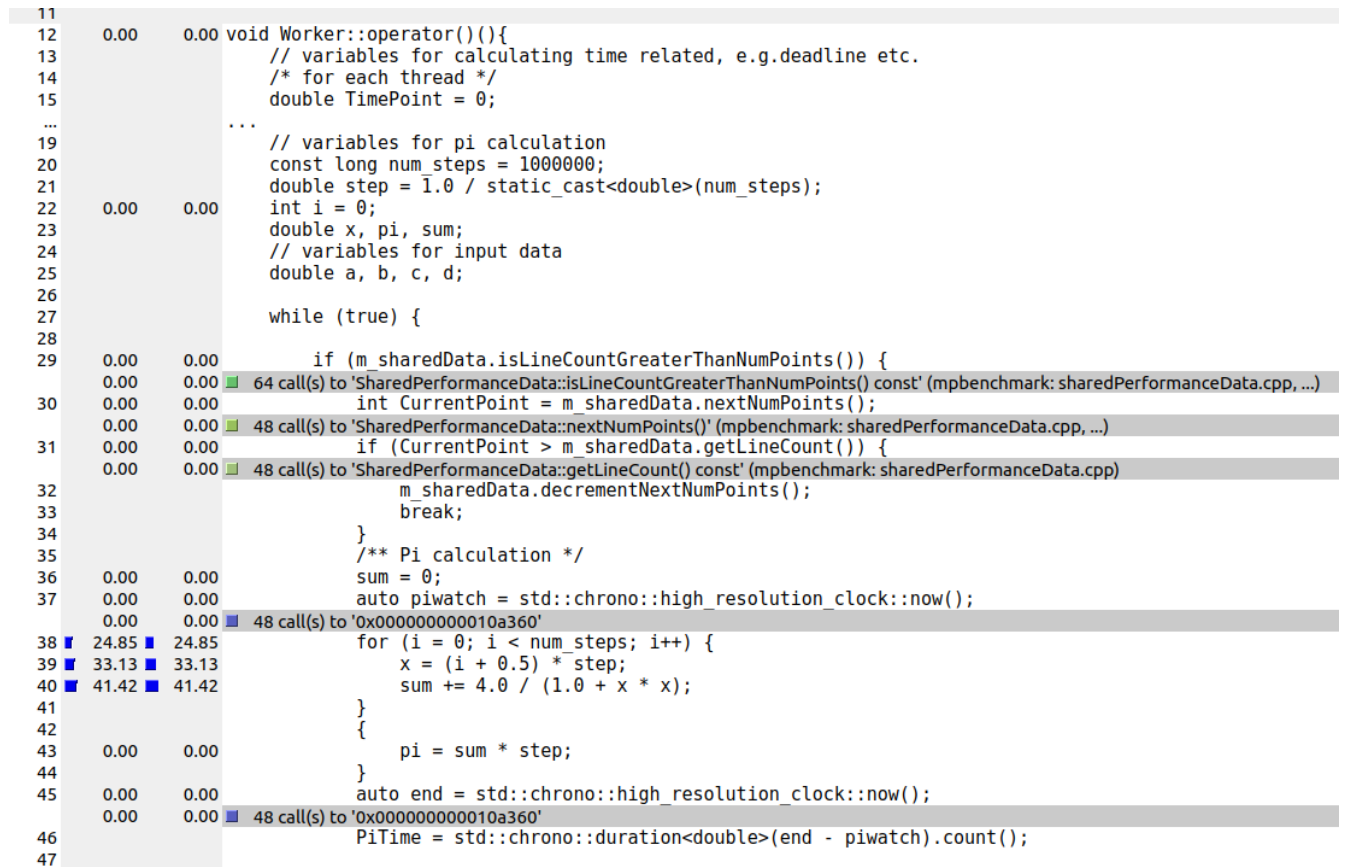 11
12 0.00 0.00 void Worker::operator()(){
13 // variables for calculating time related, e.g.deadline etc.
14 /* for each thread */
15 double TimePoint = 0;
... ...
19 // variables for pi calculation
20 const long num_steps = 1000000;
21 double step = 1.0 / static_cast<double>(num_steps);
22 0.00 0.00 int i = 0;
23 double x, pi, sum;
24 // variables for input data
25 double a, b, c, d;
26
27 while (true) {
28
29 0.00 0.00 if (m_sharedData.isLineCountGreaterThanNumPoints()) {
0.00 0.00 64 call(s) to 'SharedPerformanceData::isLineCountGreaterThanNumPoints() const' (mpbenchmark: sharedPerformanceData.cpp, ...)
30 0.00 0.00 int CurrentPoint = m_sharedData.nextNumPoints();
0.00 0.00 48 call(s) to 'SharedPerformanceData::nextNumPoints()' (mpbenchmark: sharedPerformanceData.cpp, ...)
31 0.00 0.00 if (CurrentPoint > m_sharedData.getLineCount()) {
0.00 0.00 48 call(s) to 'SharedPerformanceData::getLineCount() const' (mpbenchmark: sharedPerformanceData.cpp)
32 m_sharedData.decrementNextNumPoints();
33 break;
34 }
35 /** Pi calculation */
36 0.00 0.00 sum = 0;
37 0.00 0.00 auto piwatch = std::chrono::high_resolution_clock::now();
0.00 0.00 48 call(s) to '0x000000000010a360'
38 24.85 24.85 for (i = 0; i < num_steps; i++) {
39 33.13 33.13 x = (i + 0.5) * step;
40 41.42 41.42 sum += 4.0 / (1.0 + x * x);
41 }
42 {
43 0.00 0.00 pi = sum * step;
44 }
45 0.00 0.00 auto end = std::chrono::high_resolution_clock::now();
0.00 0.00 48 call(s) to '0x000000000010a360'
46 PiTime = std::chrono::duration<double>(end - piwatch).count();
47